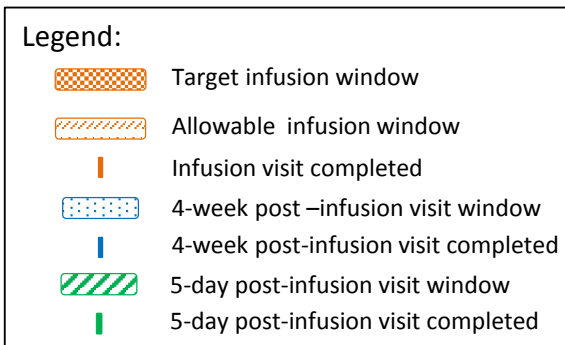 Legend:
Target infusion window
Allowable infusion window
Infusion visit completed
4-week post –infusion visit window
4-week post-infusion visit completed
5-day post-infusion visit window
5-day post-infusion visit completed